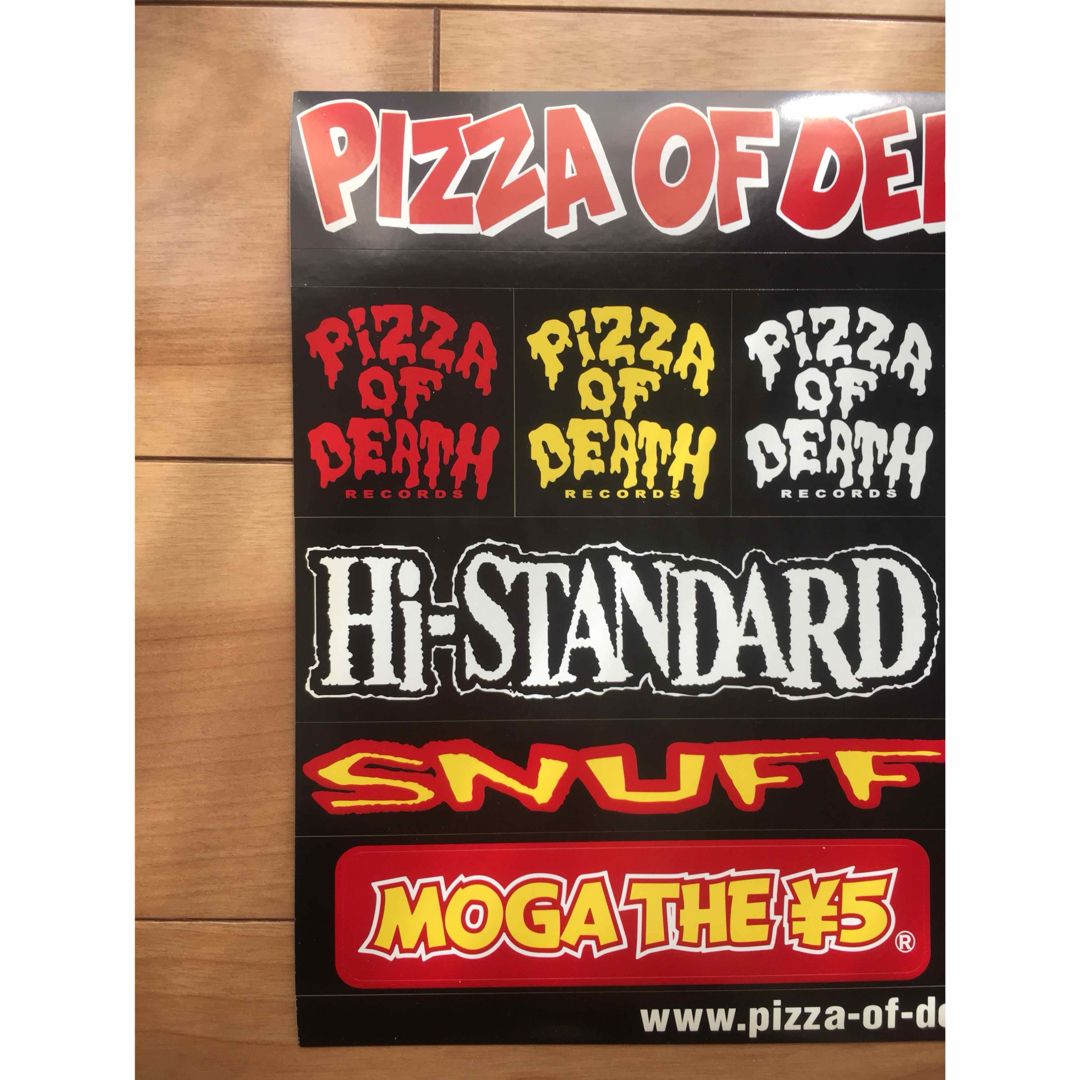 PIZZA OF DEA
PiZZA
OF
DEATH
RECORDS
PiZZA
OF
DEATH
RECORDS
PiZZA
OF
DEATH
RECORDS
Hi-STANDARD
SNUFF
MOGA THE ¥5 ®
www.pizza-of-de